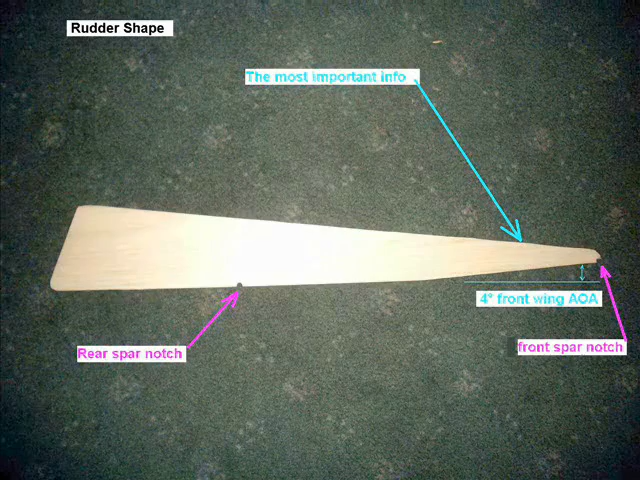 Rudder Shape
The most important info
4° front wing AOA
front spar notch
Rear spar notch